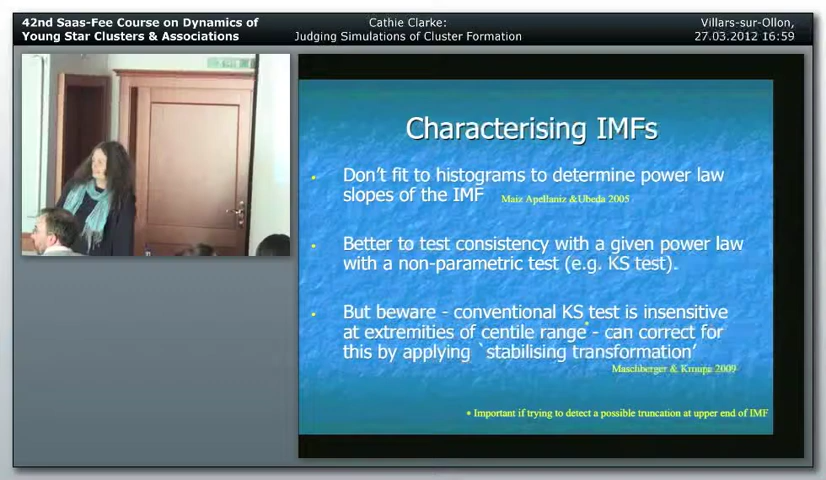 42nd Saas-Fee Course on Dynamics of
Young Star Clusters & Associations
Cathie Clarke:
Judging Simulations of Cluster Formation
Villars-sur-Ollon,
27.03.2012 16:59
Characterising IMFs
Don't fit to histograms to determine power law
slopes of the IMF Maiz Apellaniz &Ubeda 2005
Better to test consistency with a given power law
with a non-parametric test (e.g. KS test).
But beware - conventional KS test is insensitive
at extremities of centile range* - can correct for
this by applying `stabilising transformation'
Maschberger & Kroupa 2009
* Important if trying to detect a possible truncation at upper end of IMF